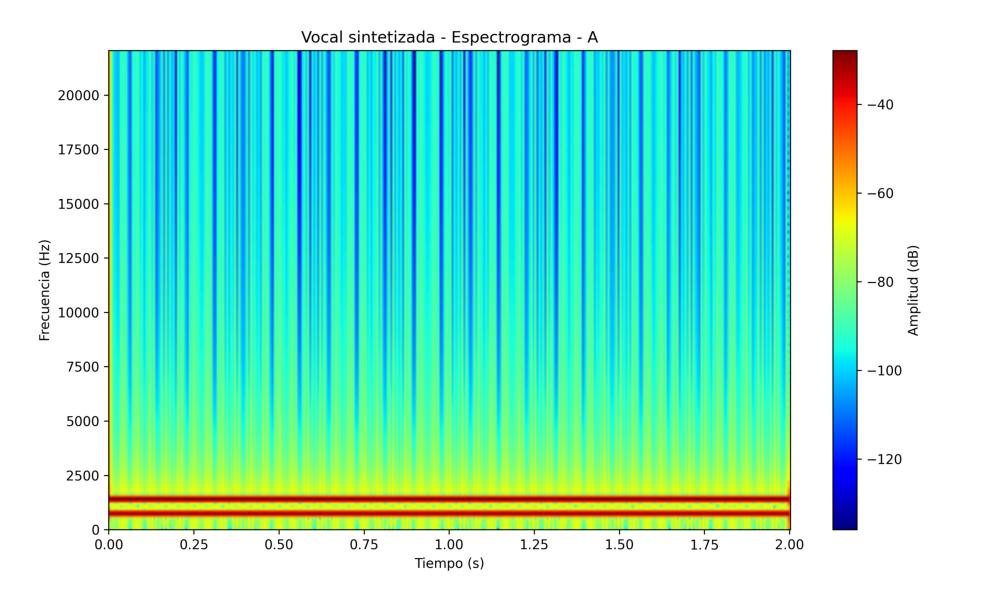 Vocal sintetizada - Espectrograma - A
20000
17500
15000
12500
10000
7500
5000
2500
0
Frecuencia (Hz)
0.00 0.25 0.50 0.75 1.00 1.25 1.50 1.75 2.00
Tiempo (s)
−40
−60
−80
−100
−120
Amplitud (dB)